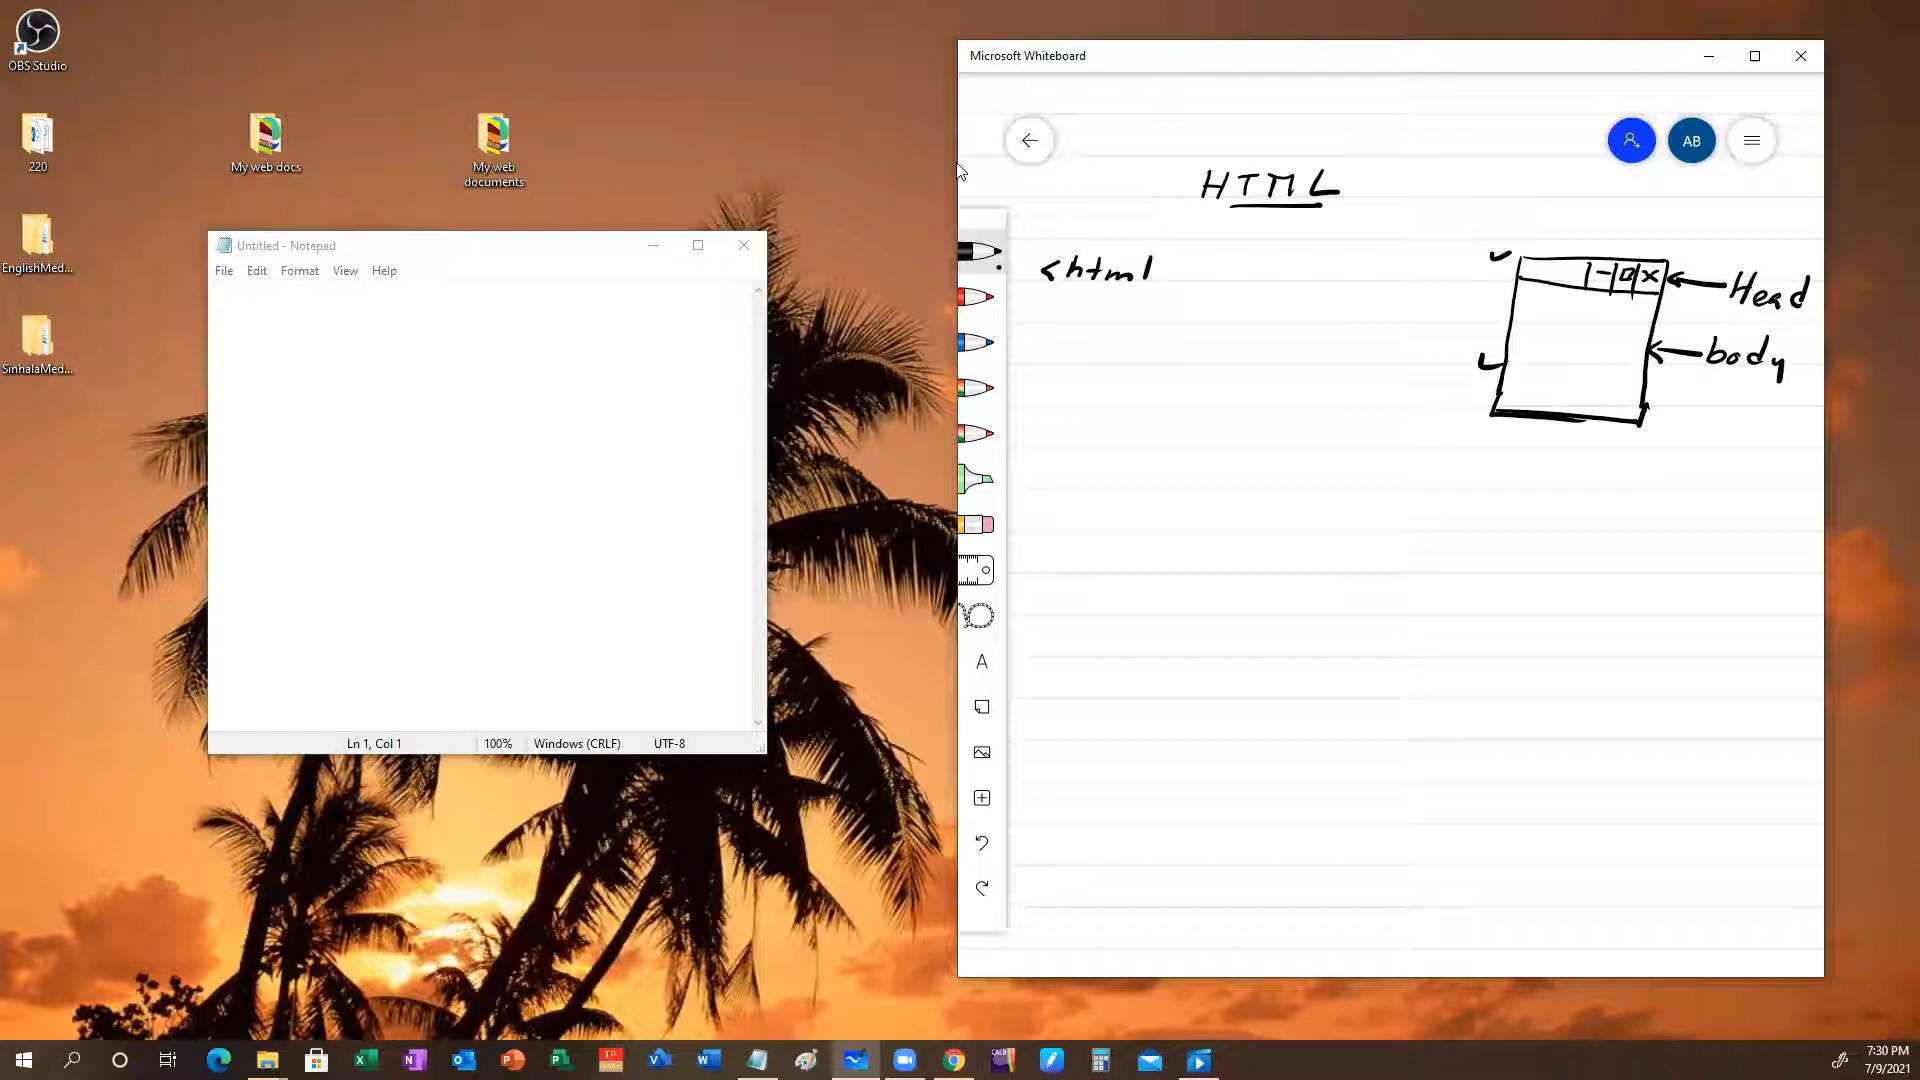 OBS Studio
220
EnglishMed...
SinhalaMed...
My web docs
My web
documents
Untitled - Notepad
File Edit Format View Help
Ln 1, Col 1 100% Windows (CRLF) UTF-8
Microsoft Whiteboard
AB
HTML
<html
Head
body
A
7:30 PM
7/9/2021